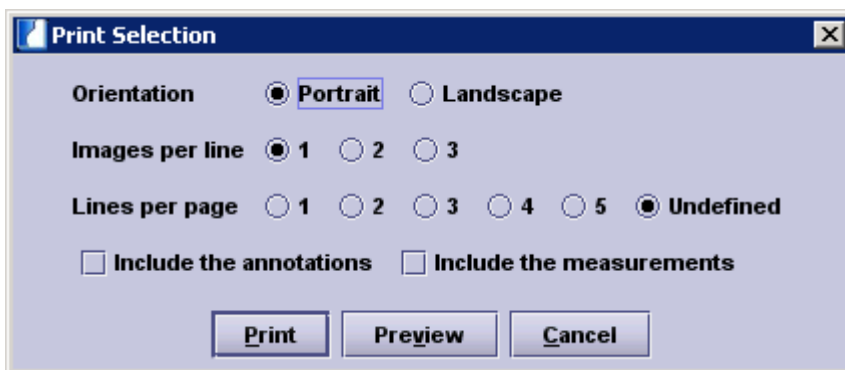 Print Selection
Orientation Portrait Landscape
Images per line 1 2 3
Lines per page 1 2 3 4 5 Undefined
Include the annotations Include the measurements
Print Preview Cancel